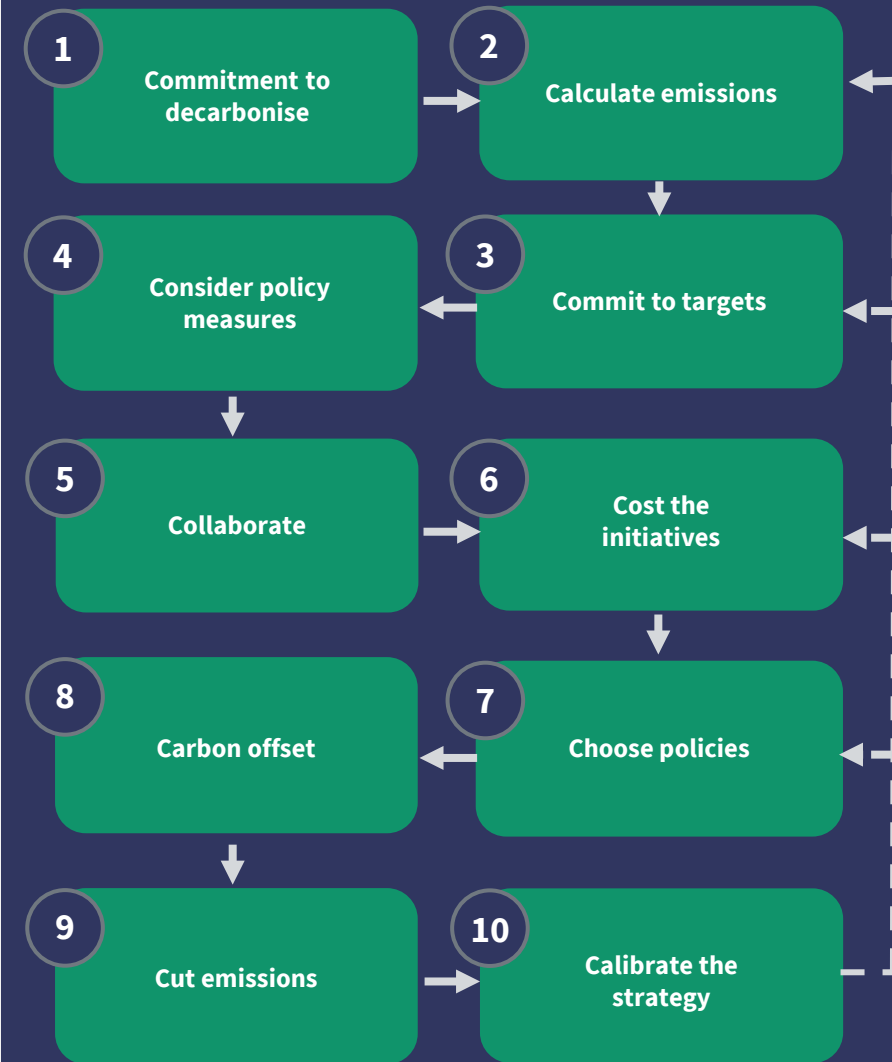 1
Commitment to
decarbonise
2
Calculate emissions
3
Commit to targets
4
Consider policy
measures
5
Collaborate
6
Cost the
initiatives
7
Choose policies
8
Carbon offset
9
Cut emissions
10
Calibrate the
strategy